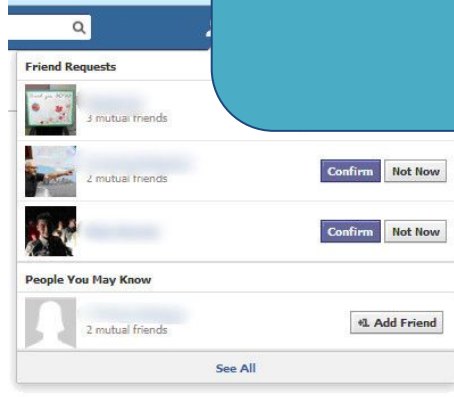 Friend Requests
3 mutual friends
2 mutual friends
Confirm Not Now
Confirm Not Now
People You May Know
2 mutual friends
+1 Add Friend
See All